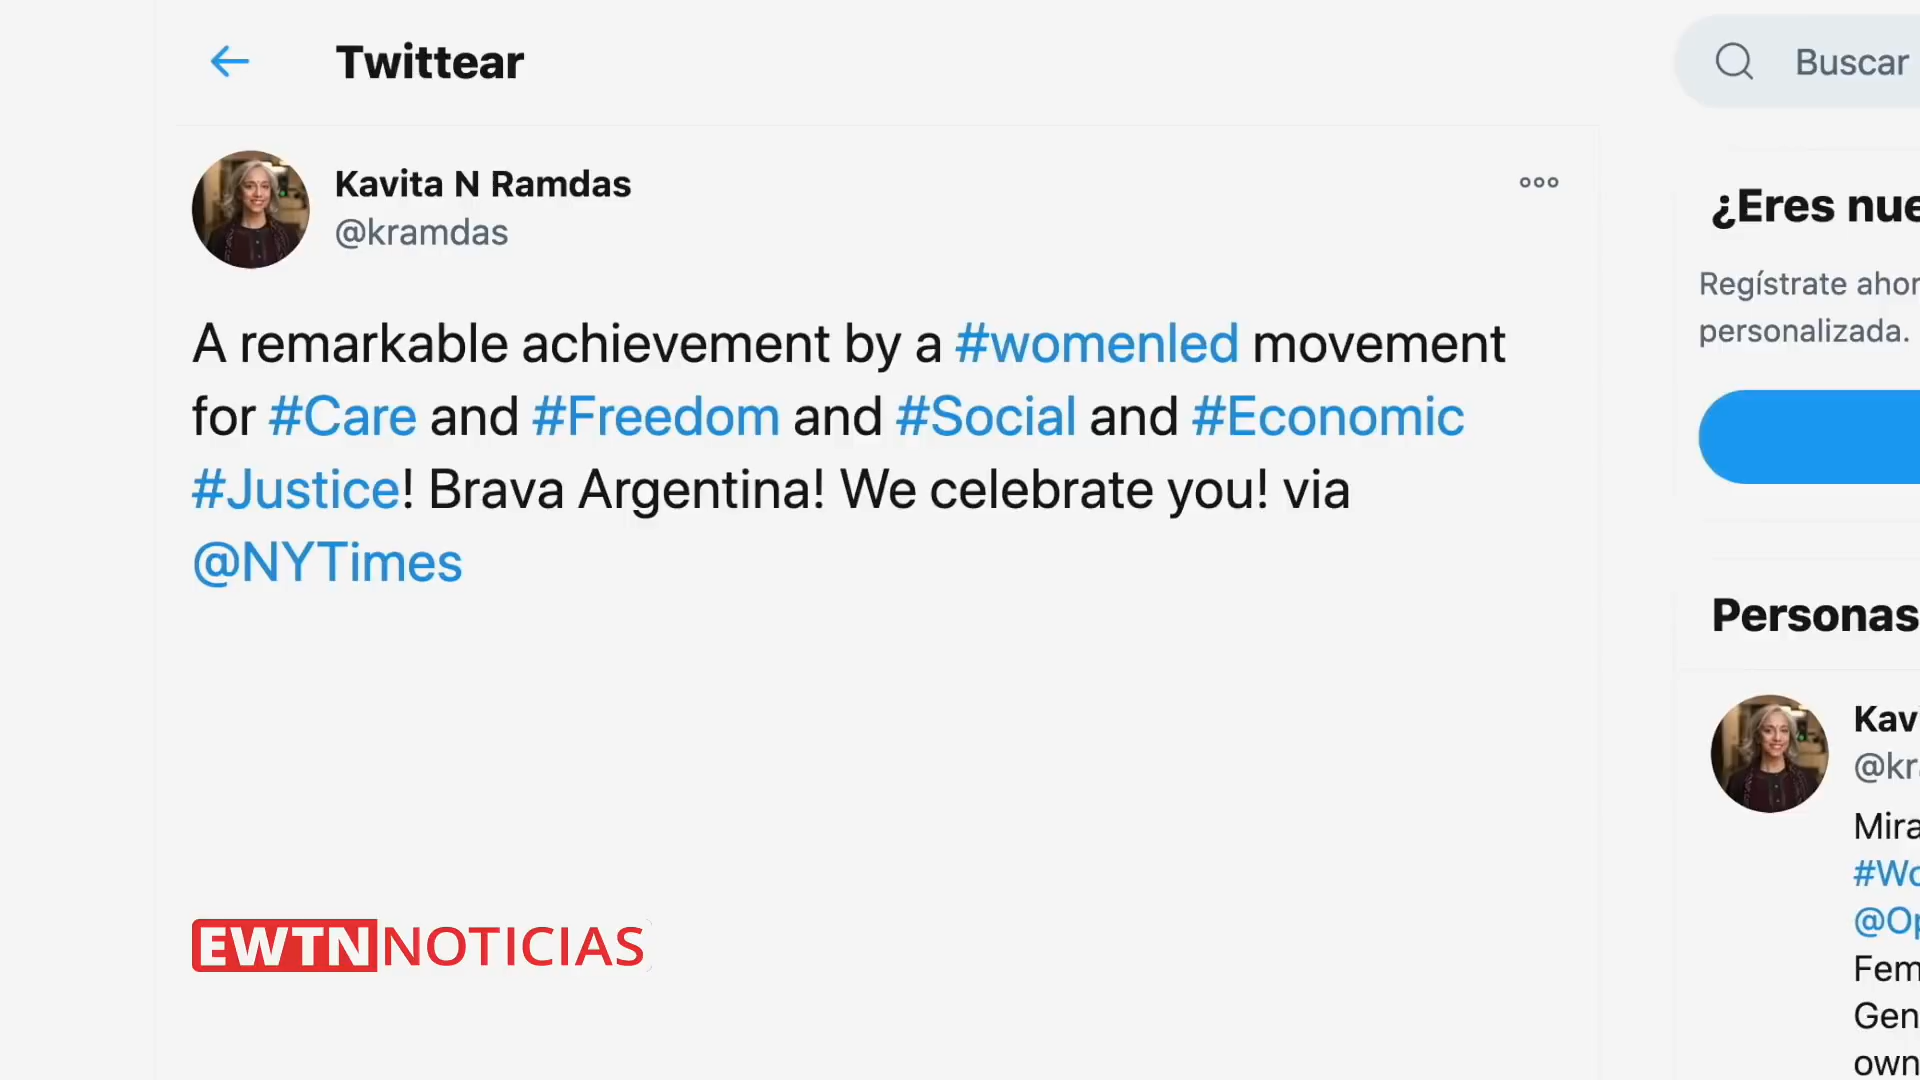 Twittear
Buscar
Kavita N Ramdas
@kramdas
A remarkable achievement by a #womenled movement
for #Care and #Freedom and #Social and #Economic
#Justice! Brava Argentina! We celebrate you! via
@NYTimes
EWTN NOTICIAS
¿Eres nue
Regístrate ahor
personalizada.
Personas
Kav
@kr
Mira
#Wo
@Op
Fem
Gen
own